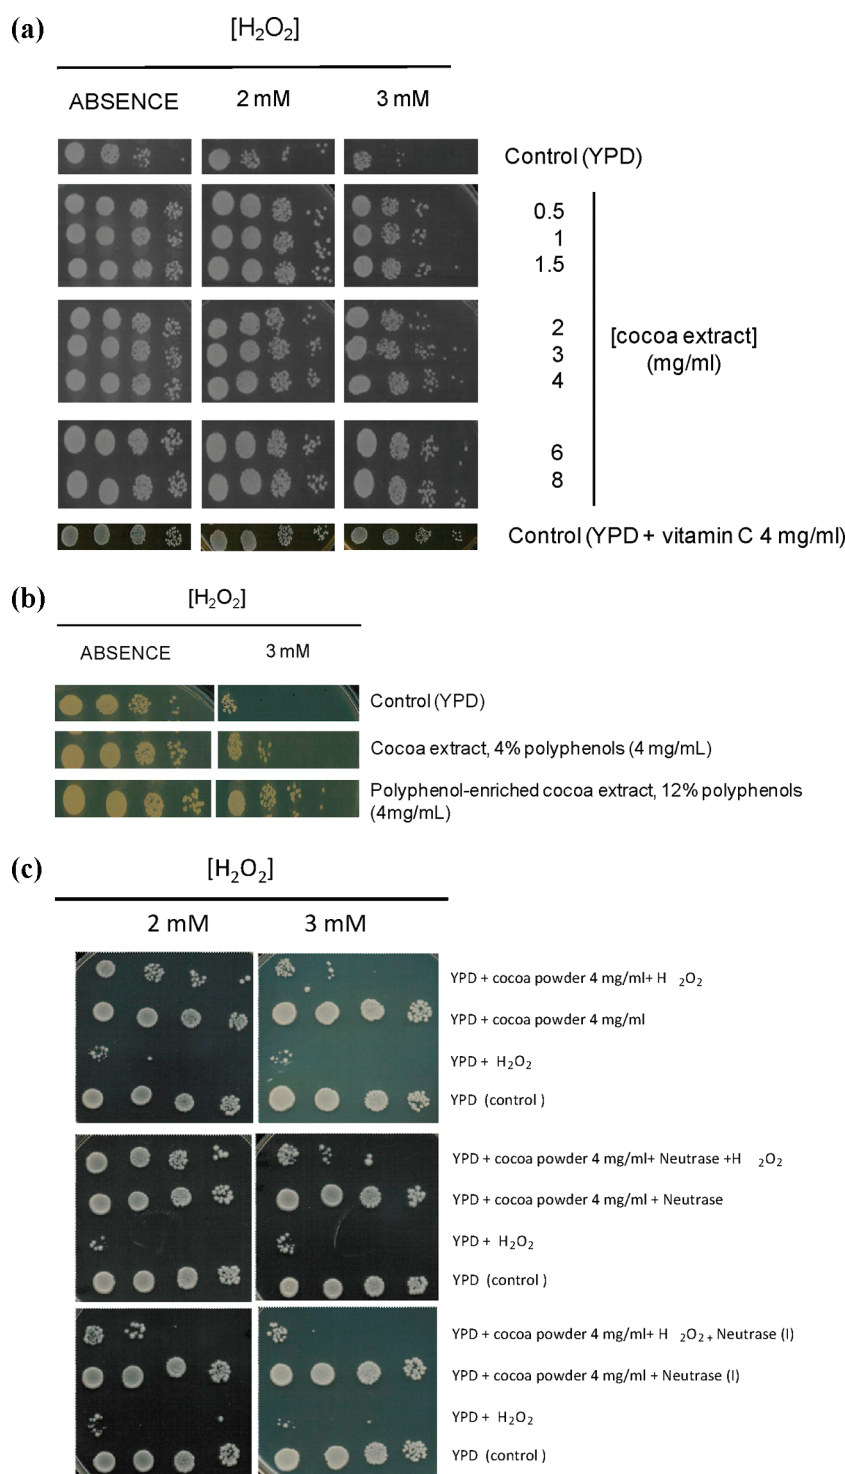 (a)
[H₂O₂]
ABSENCE 2 mM 3 mM
Control (YPD)
0.5
1
1.5
2
3
4
[cocoa extract]
(mg/ml)
6
8
Control (YPD + vitamin C 4 mg/ml)
(b)
[H₂O₂]
ABSENCE 3 mM
Control (YPD)
Cocoa extract, 4% polyphenols (4 mg/mL)
Polyphenol-enriched cocoa extract, 12% polyphenols
(4mg/mL)
(c)
[H₂O₂]
2 mM 3 mM
YPD + cocoa powder 4 mg/ml+ H ₂O₂
YPD + cocoa powder 4 mg/ml
YPD + H₂O₂
YPD (control )
YPD + cocoa powder 4 mg/ml+ Neutrase +H ₂O₂
YPD + cocoa powder 4 mg/ml + Neutrase
YPD + H₂O₂
YPD (control )
YPD + cocoa powder 4 mg/ml+ H ₂O₂ ₊ Neutrase (I)
YPD + cocoa powder 4 mg/ml + Neutrase (I)
YPD + H₂O₂
YPD (control )